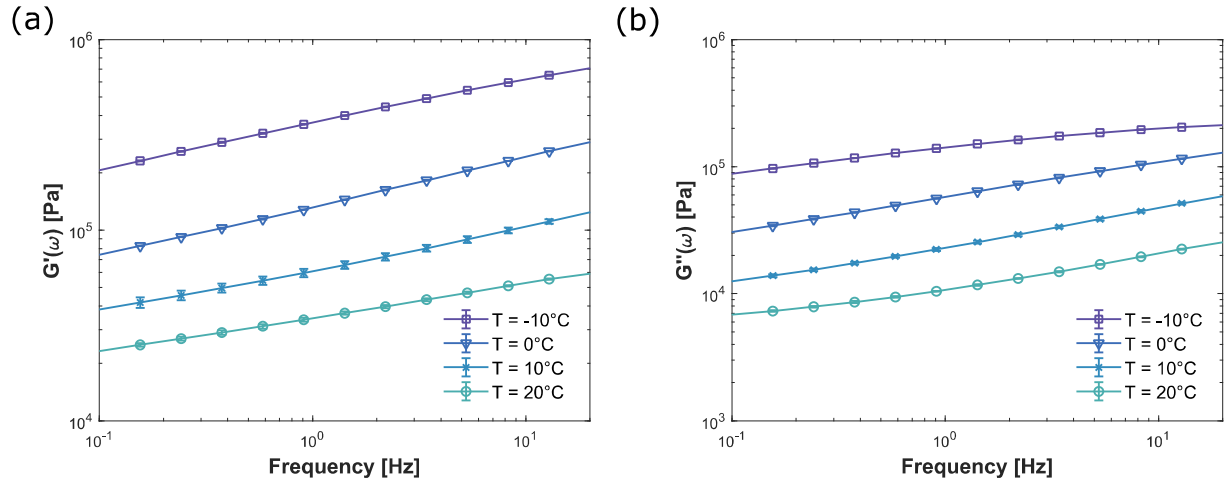 (a)
10^6
10^5
10^4
G'(ω) [Pa]
10^-1
10^0
10^1
Frequency [Hz]
T = -10°C
T = 0°C
T = 10°C
T = 20°C
(b)
10^6
10^5
10^4
10^3
G''(ω) [Pa]
10^-1
10^0
10^1
Frequency [Hz]
T = -10°C
T = 0°C
T = 10°C
T = 20°C